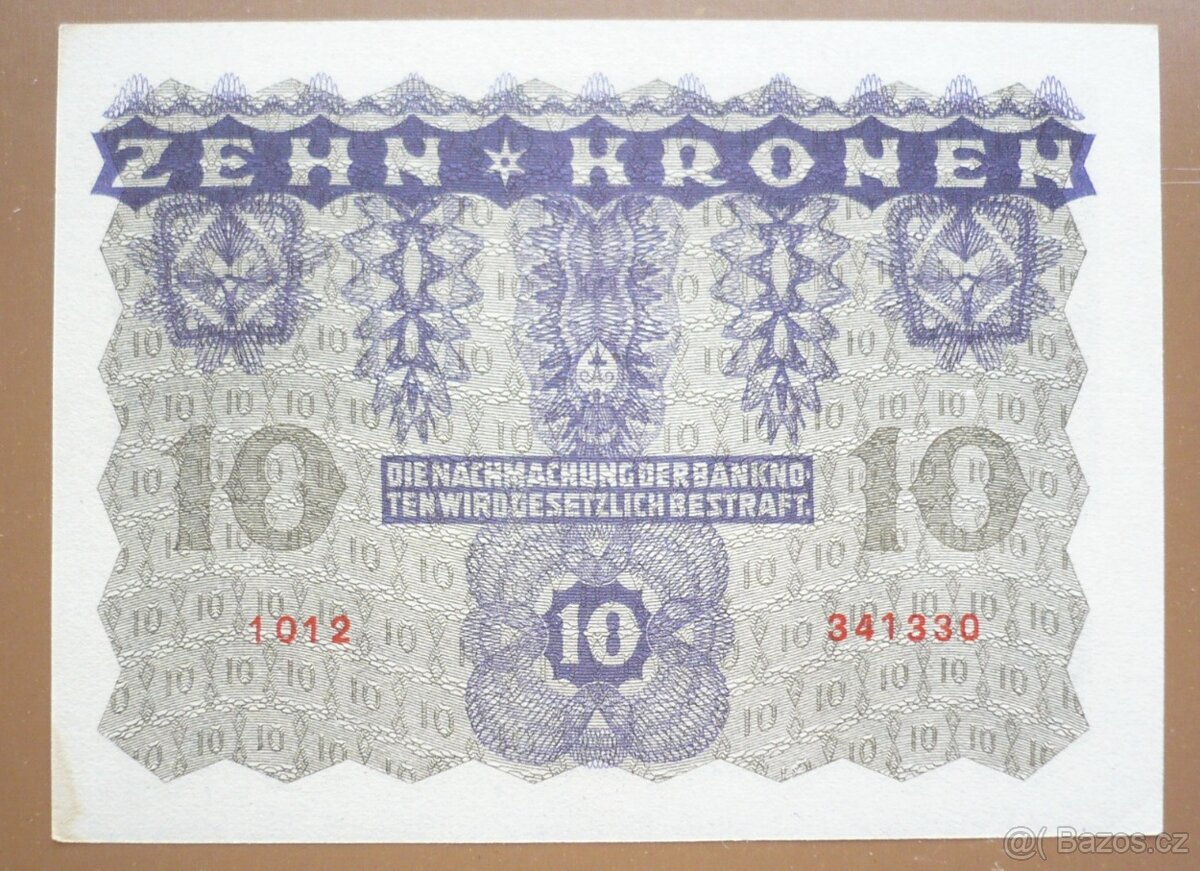 ZEHN ✶ KRONEN
10 10
DIE NACHMACHUNG DER BANKNO-
TEN WIRD GESETZLICH BESTRAFT.
10
1012 341330
@( Bazos.cz